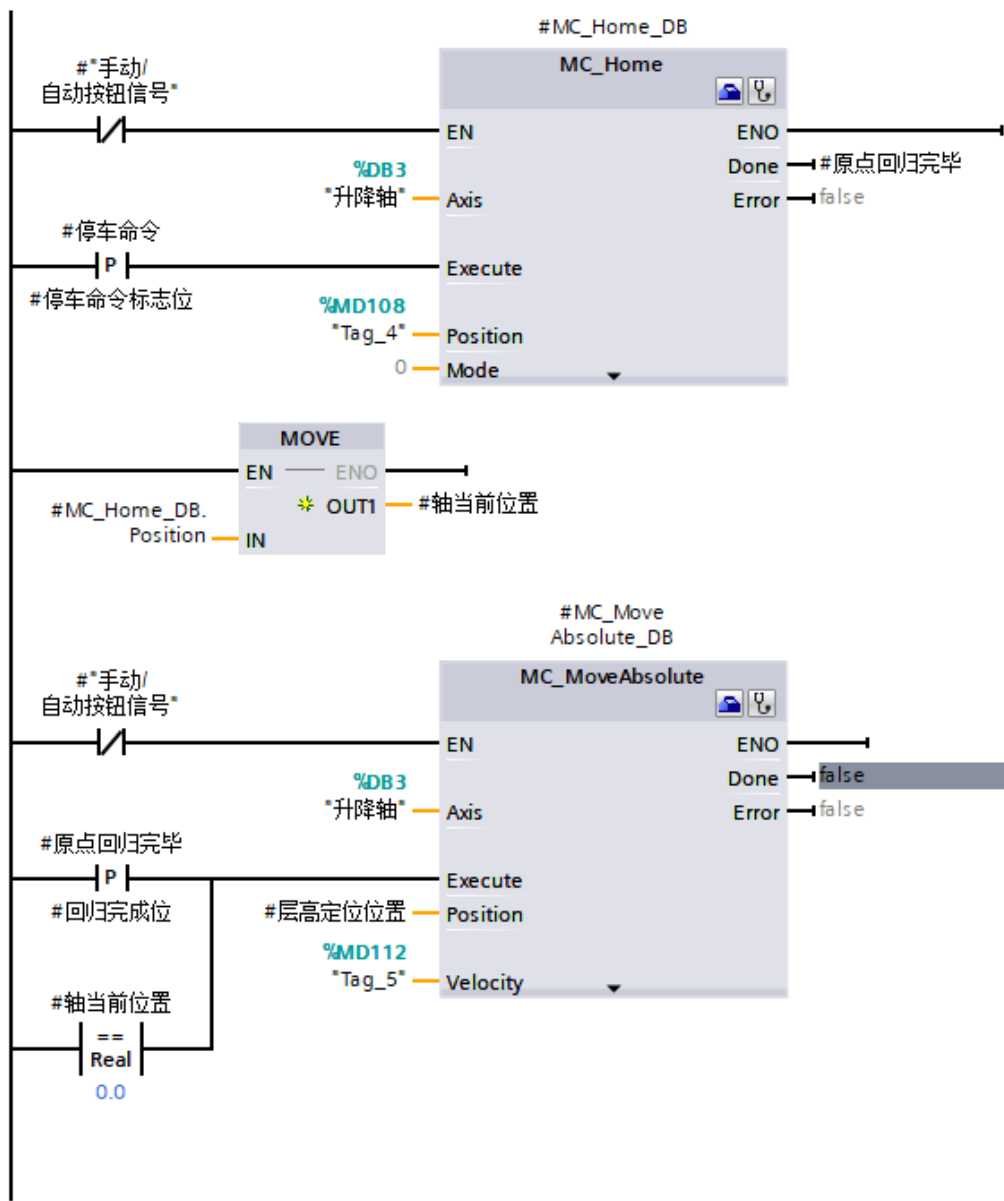 #MC_Home_DB
MC_Home
#"手动/
自动按钮信号"
EN
ENO
%DB3
"升降轴"
Axis
Done
#原点回归完毕
Error
false
#停车命令
P
#停车命令标志位
Execute
%MD108
"Tag_4"
Position
0
Mode
MOVE
EN
ENO
#MC_Home_DB.
Position
IN
OUT1
#轴当前位置
#MC_Move
Absolute_DB
MC_MoveAbsolute
#"手动/
自动按钮信号"
EN
ENO
%DB3
"升降轴"
Axis
Done
false
Error
false
#原点回归完毕
P
#回归完成位
Execute
#层高定位位置
Position
%MD112
"Tag_5"
Velocity
#轴当前位置
==
Real
0.0